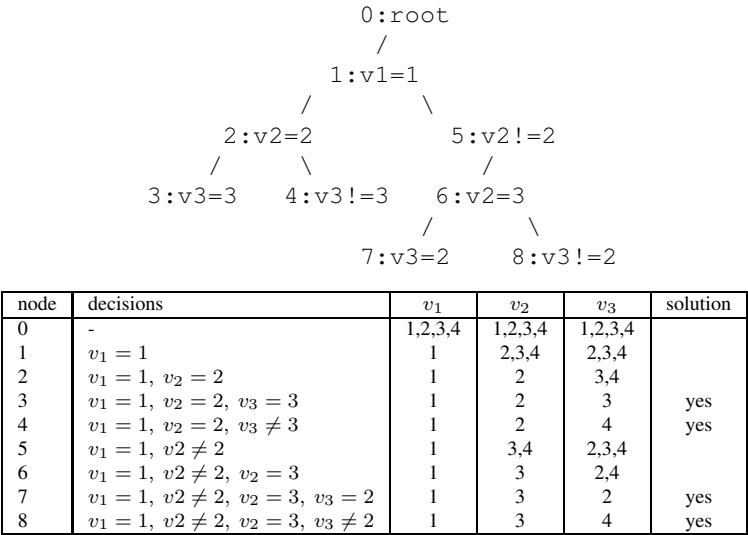 0:root
/
1:v1=1
/ \
2:v2=2 5:v2!=2
/ \ /
3:v3=3 4:v3!=3 6:v2=3
/ \
7:v3=2 8:v3!=2
node decisions v₁ v₂ v₃ solution
0 - 1,2,3,4 1,2,3,4 1,2,3,4
1 v₁ = 1 1 2,3,4 2,3,4
2 v₁ = 1, v₂ = 2 1 2 3,4
3 v₁ = 1, v₂ = 2, v₃ = 3 1 2 3 yes
4 v₁ = 1, v₂ = 2, v₃ ≠ 3 1 2 4 yes
5 v₁ = 1, v2 ≠ 2 1 3,4 2,3,4
6 v₁ = 1, v2 ≠ 2, v₂ = 3 1 3 2,4
7 v₁ = 1, v2 ≠ 2, v₂ = 3, v₃ = 2 1 3 2 yes
8 v₁ = 1, v2 ≠ 2, v₂ = 3, v₃ ≠ 2 1 3 4 yes